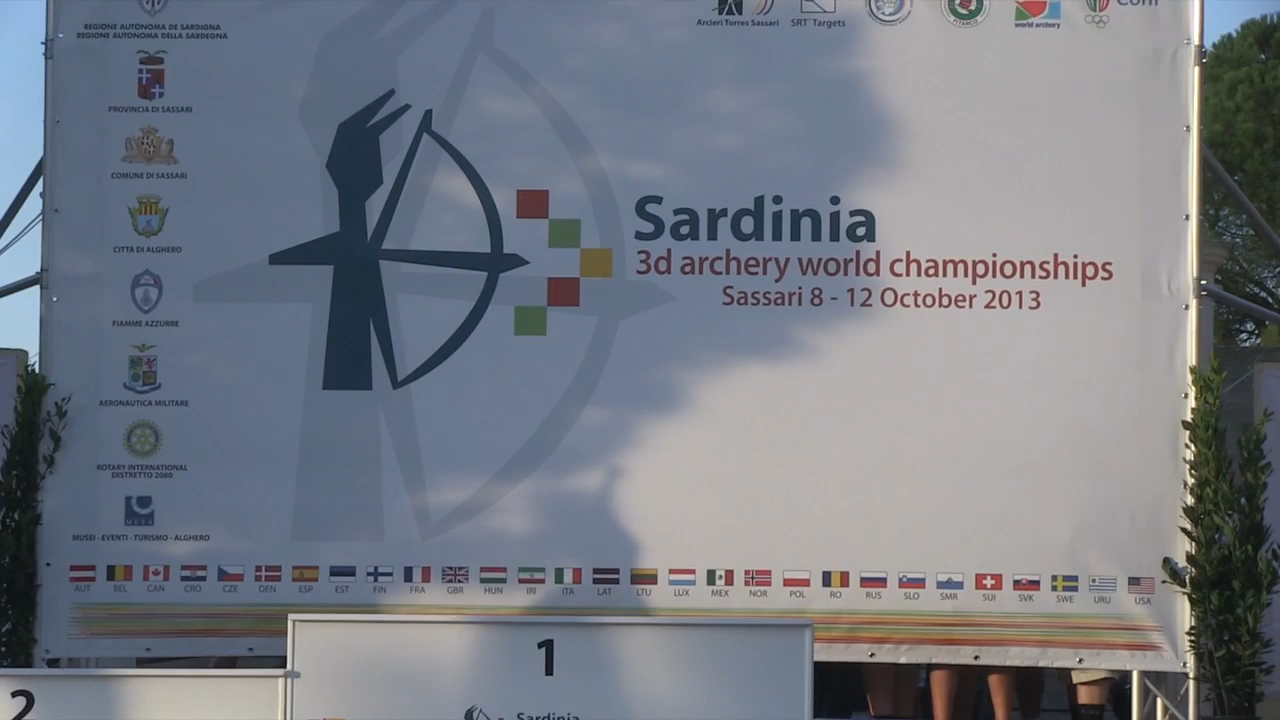 REGIONE AUTÒNOMA DE SARDIGNA
REGIONE AUTONOMA DELLA SARDEGNA
PROVINCIA DI SASSARI
COMUNE DI SASSARI
CITTÀ DI ALGHERO
FIAMME AZZURRE
AERONAUTICA MILITARE
ROTARY INTERNATIONAL
DISTRETTO 2080
META
MUSEI - EVENTI - TURISMO - ALGHERO
Arcieri Torres Sassari
SRT Targets
FITARCO
world archery
Sardinia
3d archery world championships
Sassari 8 - 12 October 2013
AUT BEL CAN CRO CZE DEN ESP EST FIN FRA GBR HUN IRI ITA LAT LTU LUX MEX NOR POL RO RUS SLO SMR SUI SVK SWE URU USA
1
2
Sardinia